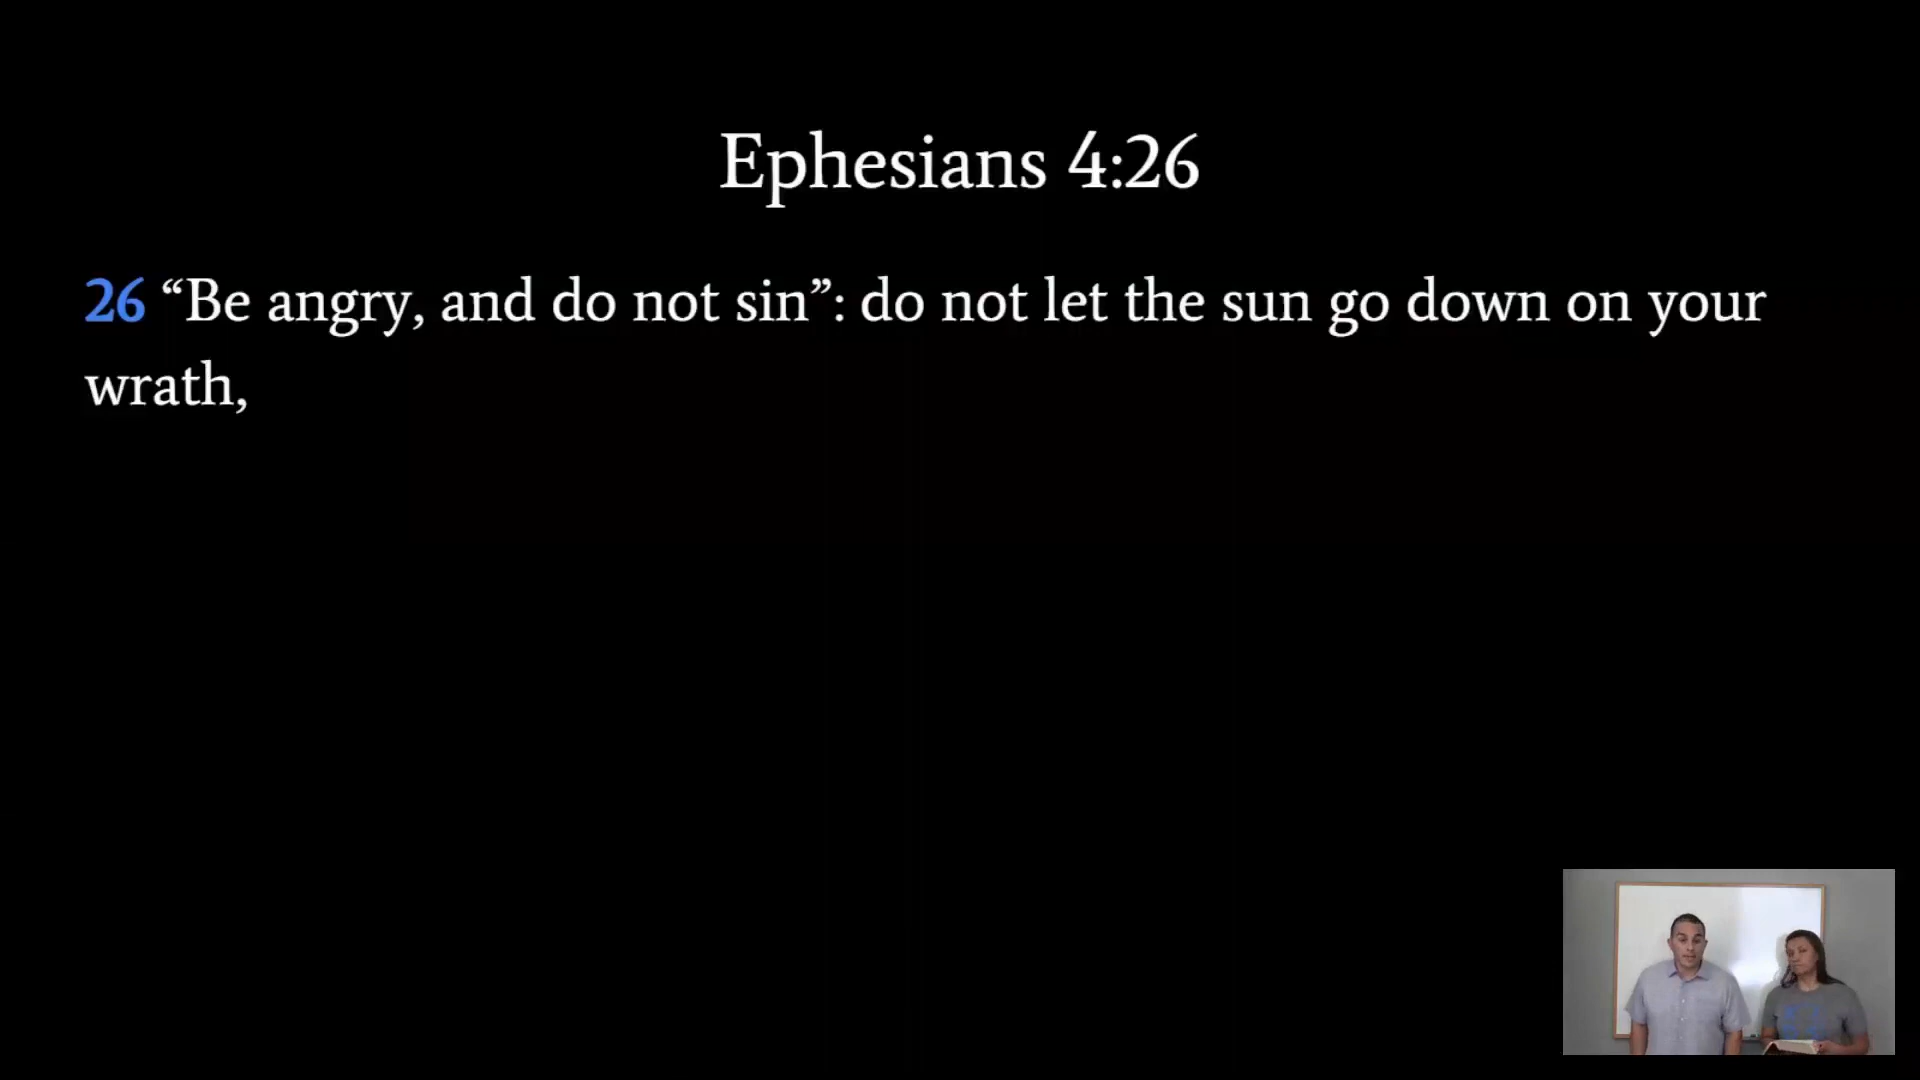 Ephesians 4:26
26 “Be angry, and do not sin”: do not let the sun go down on your
wrath,